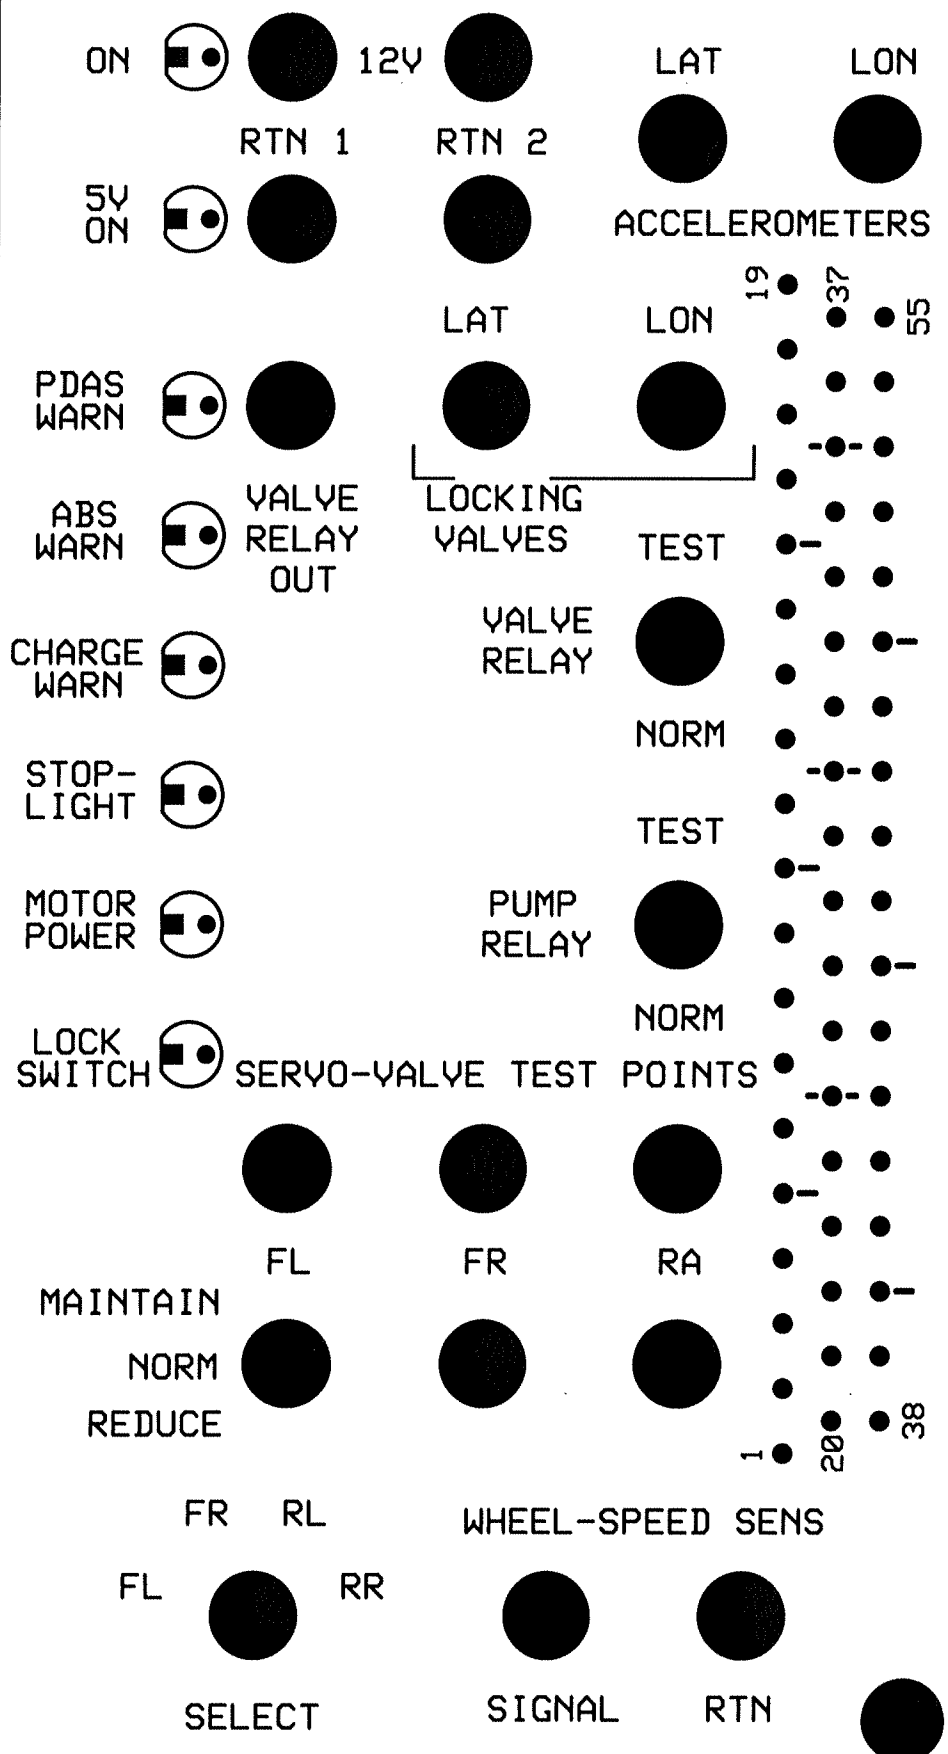 ON
12V
LAT
LON
RTN 1
RTN 2
5V
ON
ACCELEROMETERS
19
37
55
LAT
LON
PDAS
WARN
VALVE
RELAY
OUT
LOCKING
VALVES
ABS
WARN
TEST
VALVE
RELAY
NORM
CHARGE
WARN
STOP-
LIGHT
TEST
PUMP
RELAY
NORM
MOTOR
POWER
LOCK
SWITCH
SERVO-VALVE TEST POINTS
FL
FR
RA
MAINTAIN
NORM
REDUCE
1
20
38
FR
RL
FL
RR
SELECT
WHEEL-SPEED SENS
SIGNAL
RTN